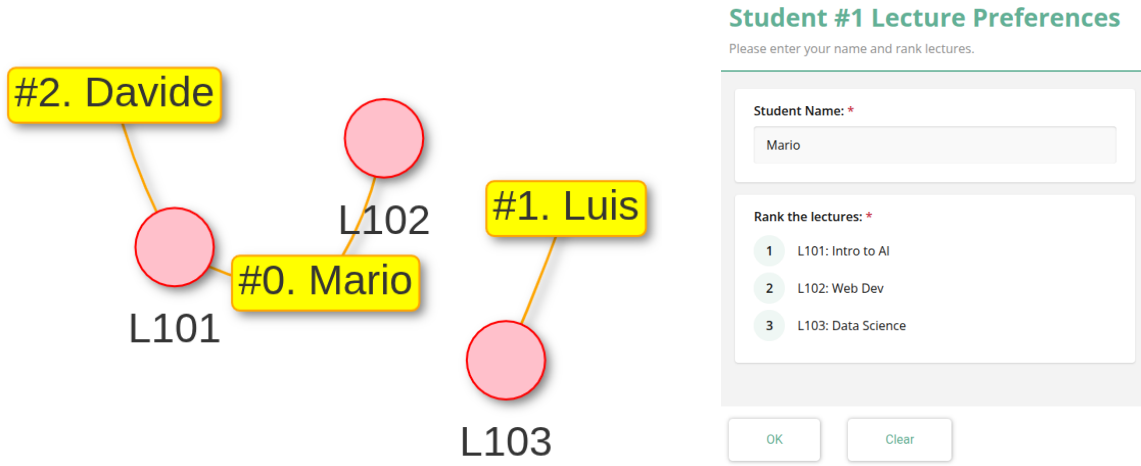 #2. Davide
L102
#1. Luis
#0. Mario
L101
L103
Student #1 Lecture Preferences
Please enter your name and rank lectures.
Student Name: *
Mario
Rank the lectures: *
1 L101: Intro to AI
2 L102: Web Dev
3 L103: Data Science
OK Clear